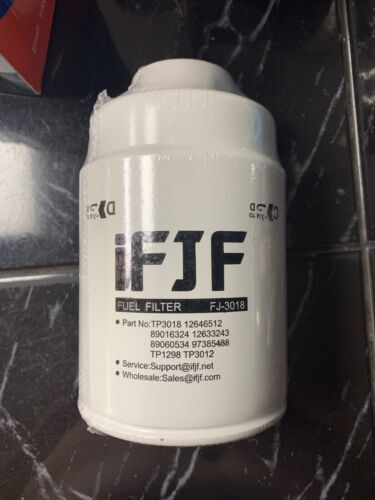 iFJF
FUEL FILTER FJ-3018
Part No:TP3018 12646512
89016324 12633243
89060534 97385488
TP1298 TP3012
Service:Support@ifjf.net
Wholesale:Sales@ifjf.com